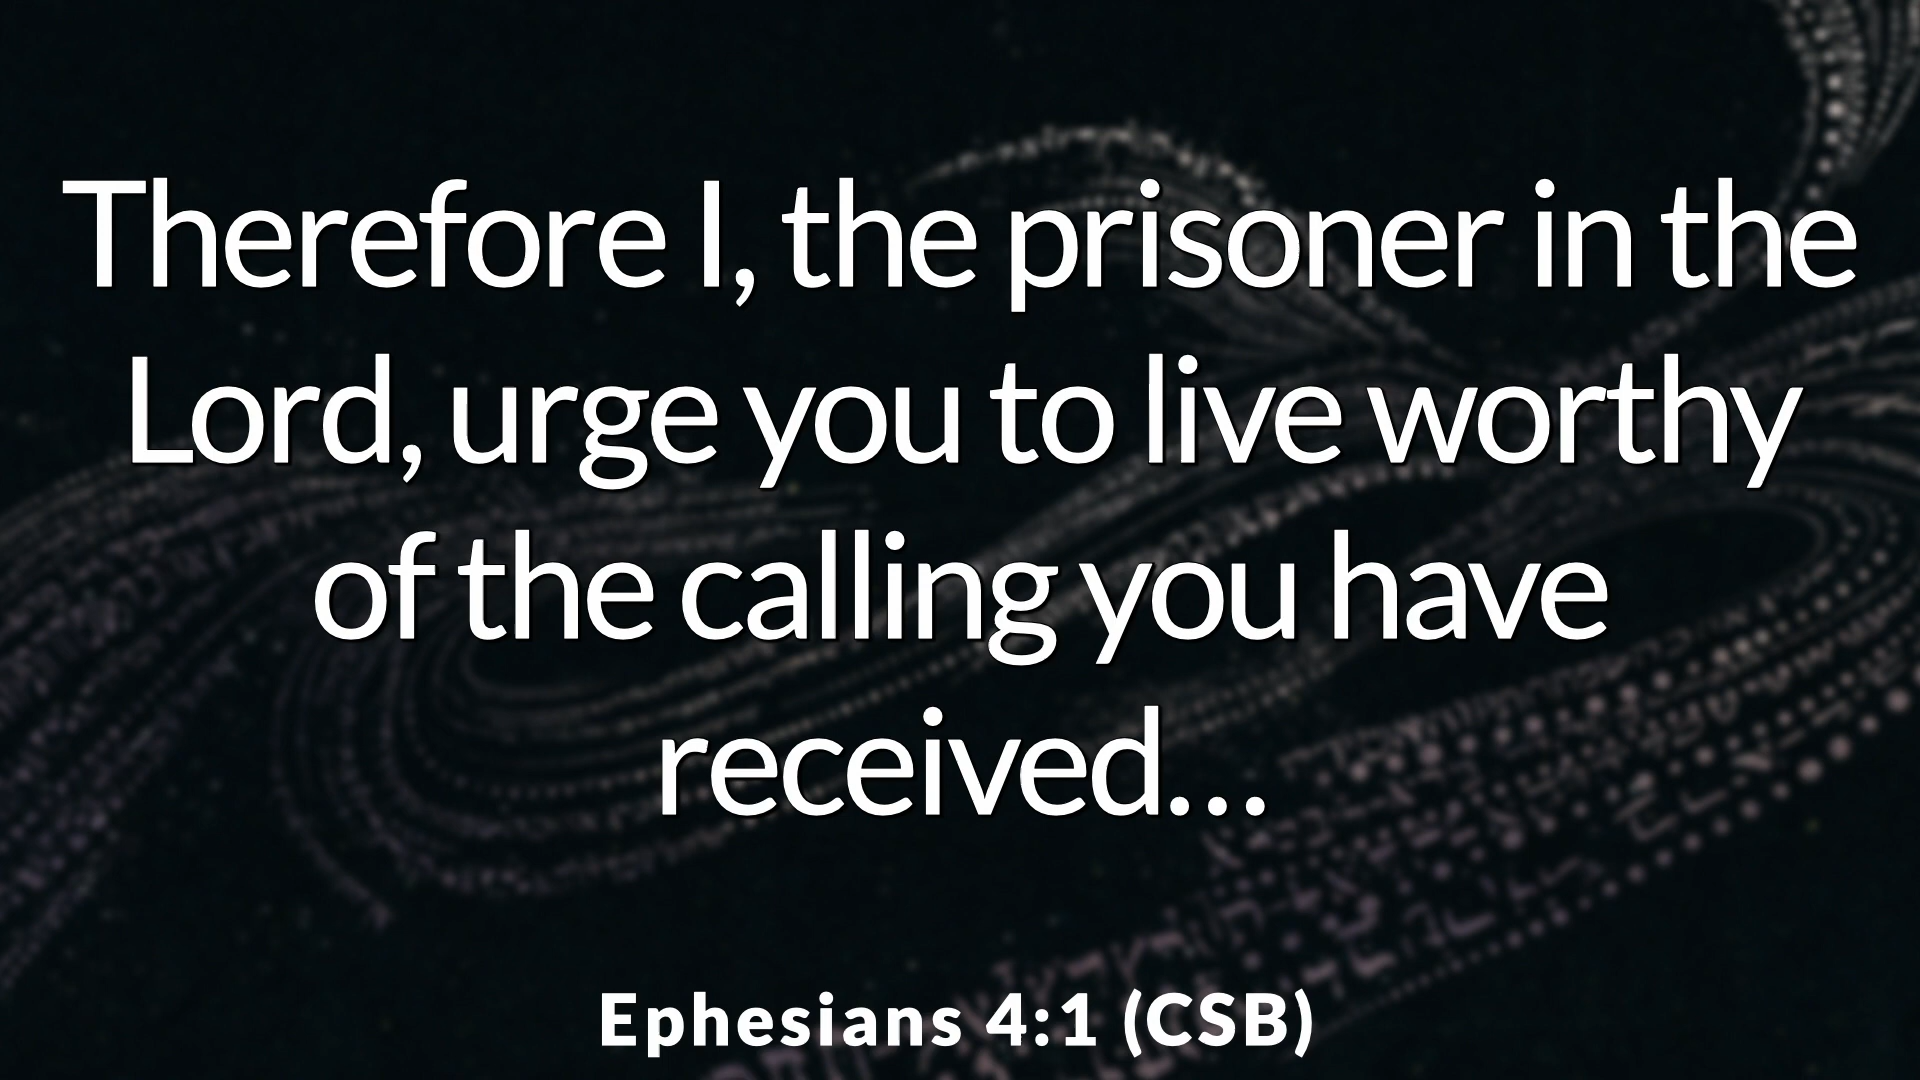 Therefore I, the prisoner in the
Lord, urge you to live worthy
of the calling you have
received…
Ephesians 4:1 (CSB)